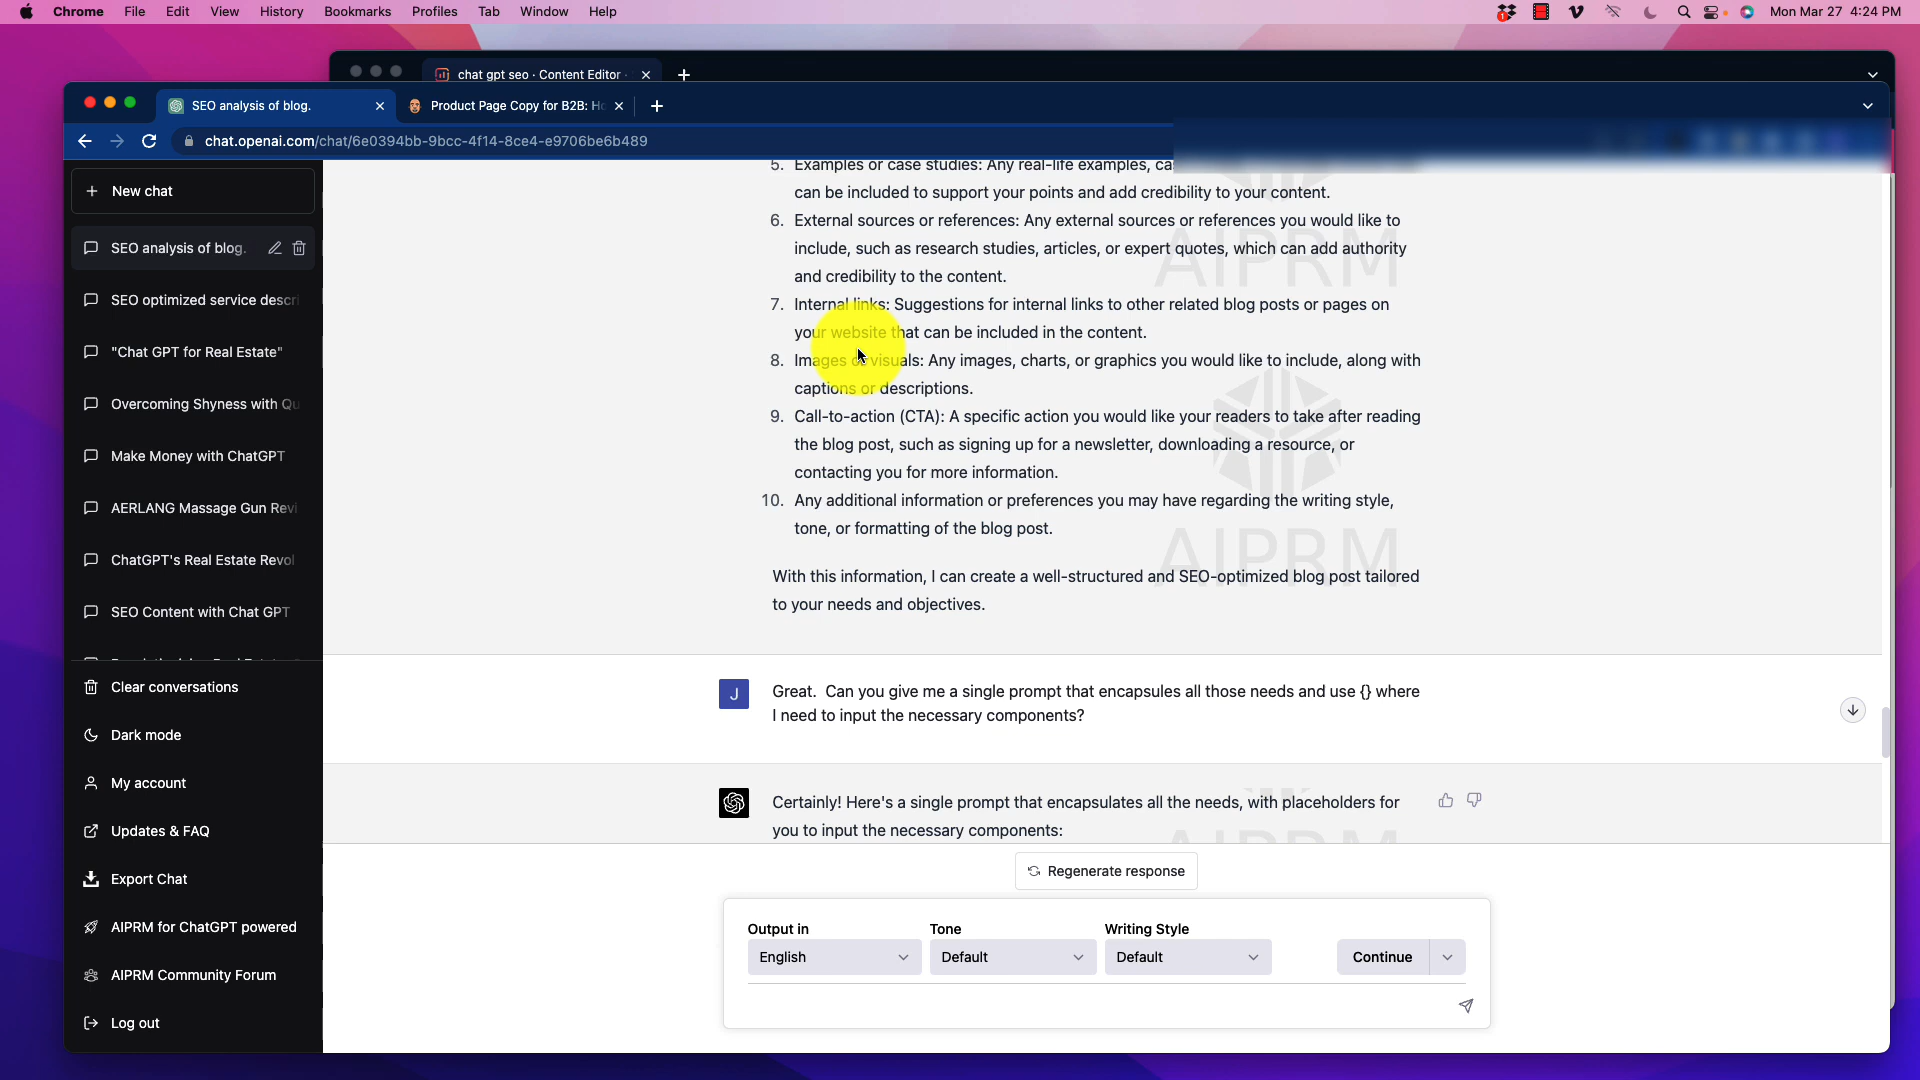 Chrome File Edit View History Bookmarks Profiles Tab Window Help
1
Mon Mar 27 4:24 PM
chat gpt seo · Content Editor ·
SEO analysis of blog.
Product Page Copy for B2B: Ho
chat.openai.com/chat/6e0394bb-9bcc-4f14-8ce4-e9706be6b489
New chat
SEO analysis of blog.
SEO optimized service descri
"Chat GPT for Real Estate"
Overcoming Shyness with Qu
Make Money with ChatGPT
AERLANG Massage Gun Revi
ChatGPT's Real Estate Revol
SEO Content with Chat GPT
Clear conversations
Dark mode
My account
Updates & FAQ
Export Chat
AIPRM for ChatGPT powered
AIPRM Community Forum
Log out
5. Examples or case studies: Any real-life examples,
can be included to support your points and add credibility to your content.
6. External sources or references: Any external sources or references you would like to
include, such as research studies, articles, or expert quotes, which can add authority
and credibility to the content.
7. Internal links: Suggestions for internal links to other related blog posts or pages on
your website that can be included in the content.
8. Images or visuals: Any images, charts, or graphics you would like to include, along with
captions or descriptions.
9. Call-to-action (CTA): A specific action you would like your readers to take after reading
the blog post, such as signing up for a newsletter, downloading a resource, or
contacting you for more information.
10. Any additional information or preferences you may have regarding the writing style,
tone, or formatting of the blog post.
With this information, I can create a well-structured and SEO-optimized blog post tailored
to your needs and objectives.
AIPRM
AIPRM
AIPRM
J
Great. Can you give me a single prompt that encapsules all those needs and use {} where
I need to input the necessary components?
Certainly! Here's a single prompt that encapsulates all the needs, with placeholders for
you to input the necessary components:
Regenerate response
Output in Tone Writing Style
English Default Default Continue